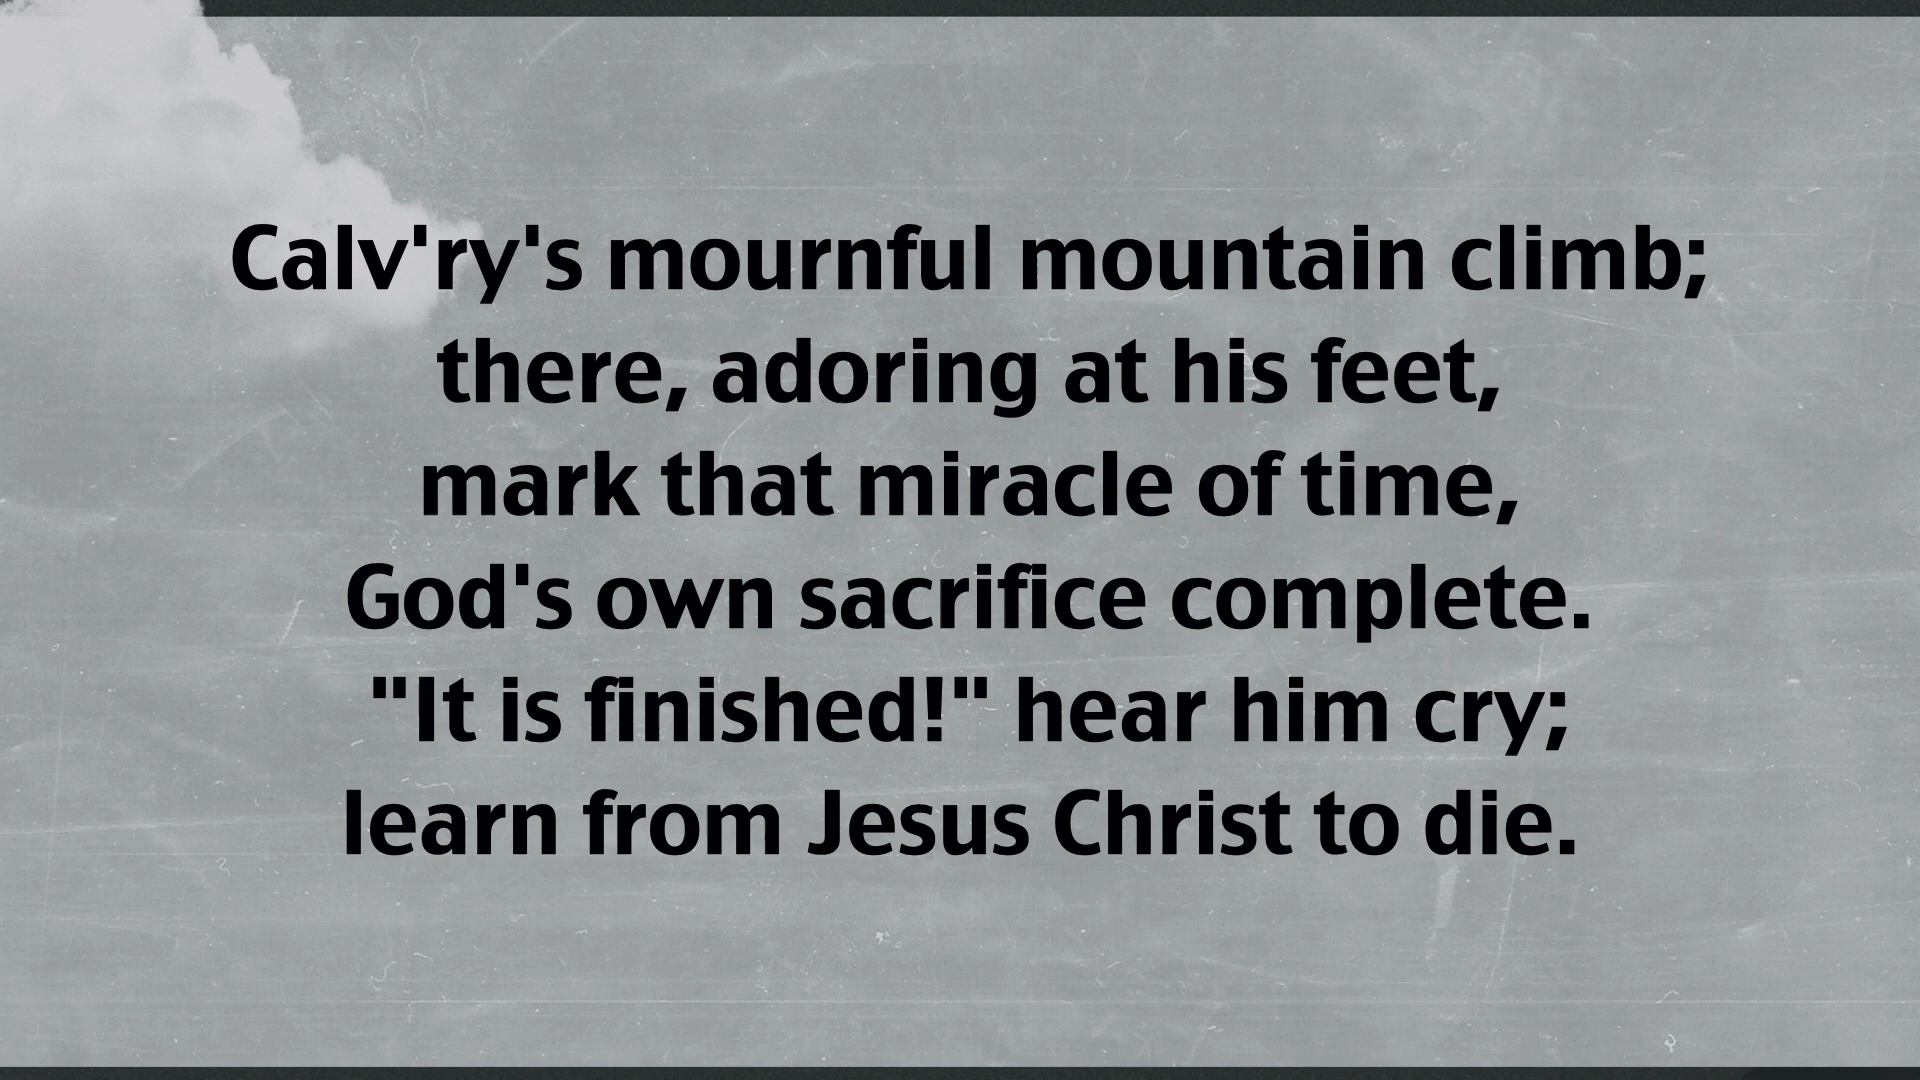 Calv'ry's mournful mountain climb;
there, adoring at his feet,
mark that miracle of time,
God's own sacrifice complete.
"It is finished!" hear him cry;
learn from Jesus Christ to die.